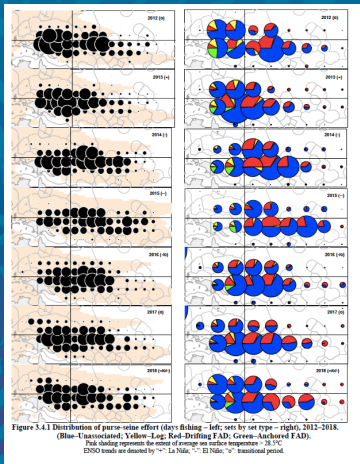 2012 (o)
2012 (o)
2013 (+)
2013 (+)
2014 (-)
2014 (-)
2015 (--)
2015 (--)
2016 (-/o)
2016 (-/o)
2017 (o)
2017 (o)
2018 (+/o/-)
2018 (+/o/-)
Figure 3.4.1 Distribution of purse-seine effort (days fishing – left; sets by set type – right), 2012–2018.
(Blue–Unassociated; Yellow–Log; Red–Drifting FAD; Green–Anchored FAD).
Pink shading represents the extent of average sea surface temperature > 28.5°C
ENSO trends are denoted by "+": La Niña; "-": El Niño; "o": transitional period.